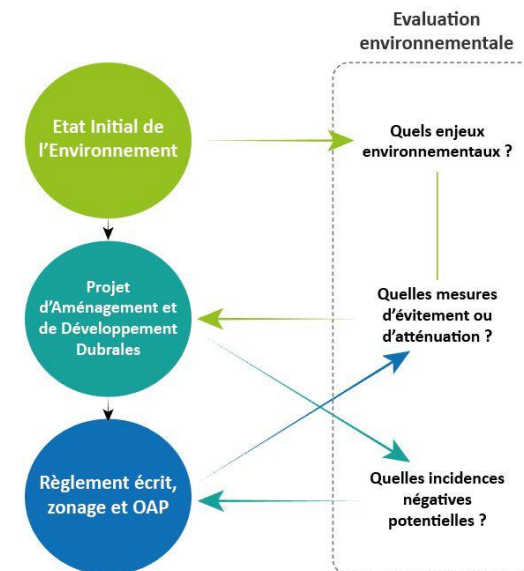 Evaluation
environnementale
Etat Initial de
l'Environnement
Quels enjeux
environnementaux ?
Projet
d'Aménagement et
de Développement
Dubrales
Quelles mesures
d'évitement ou
d'atténuation ?
Règlement écrit,
zonage et OAP
Quelles incidences
négatives
potentielles ?